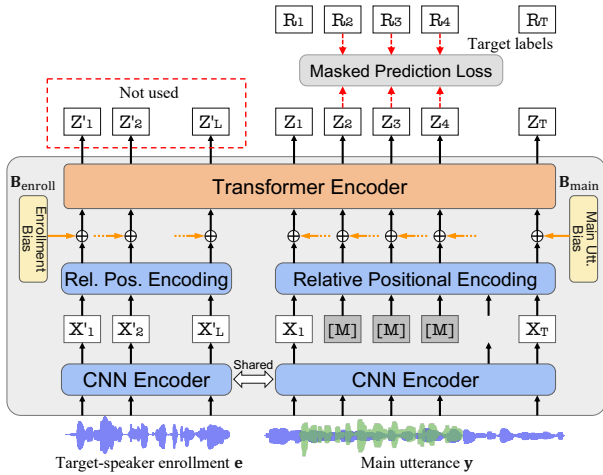 R1 R2 R3 R4 RT
Target labels
Masked Prediction Loss
Not used
Z'1 Z'2 Z'L Z1 Z2 Z3 Z4 ZT
Benroll
Bmain
Transformer Encoder
Enrollment
Bias
Main Utt.
Bias
Rel. Pos. Encoding
Relative Positional Encoding
X'1 X'2 X'L X1 [M] [M] [M] XT
Shared
CNN Encoder
CNN Encoder
Target-speaker enrollment e
Main utterance y